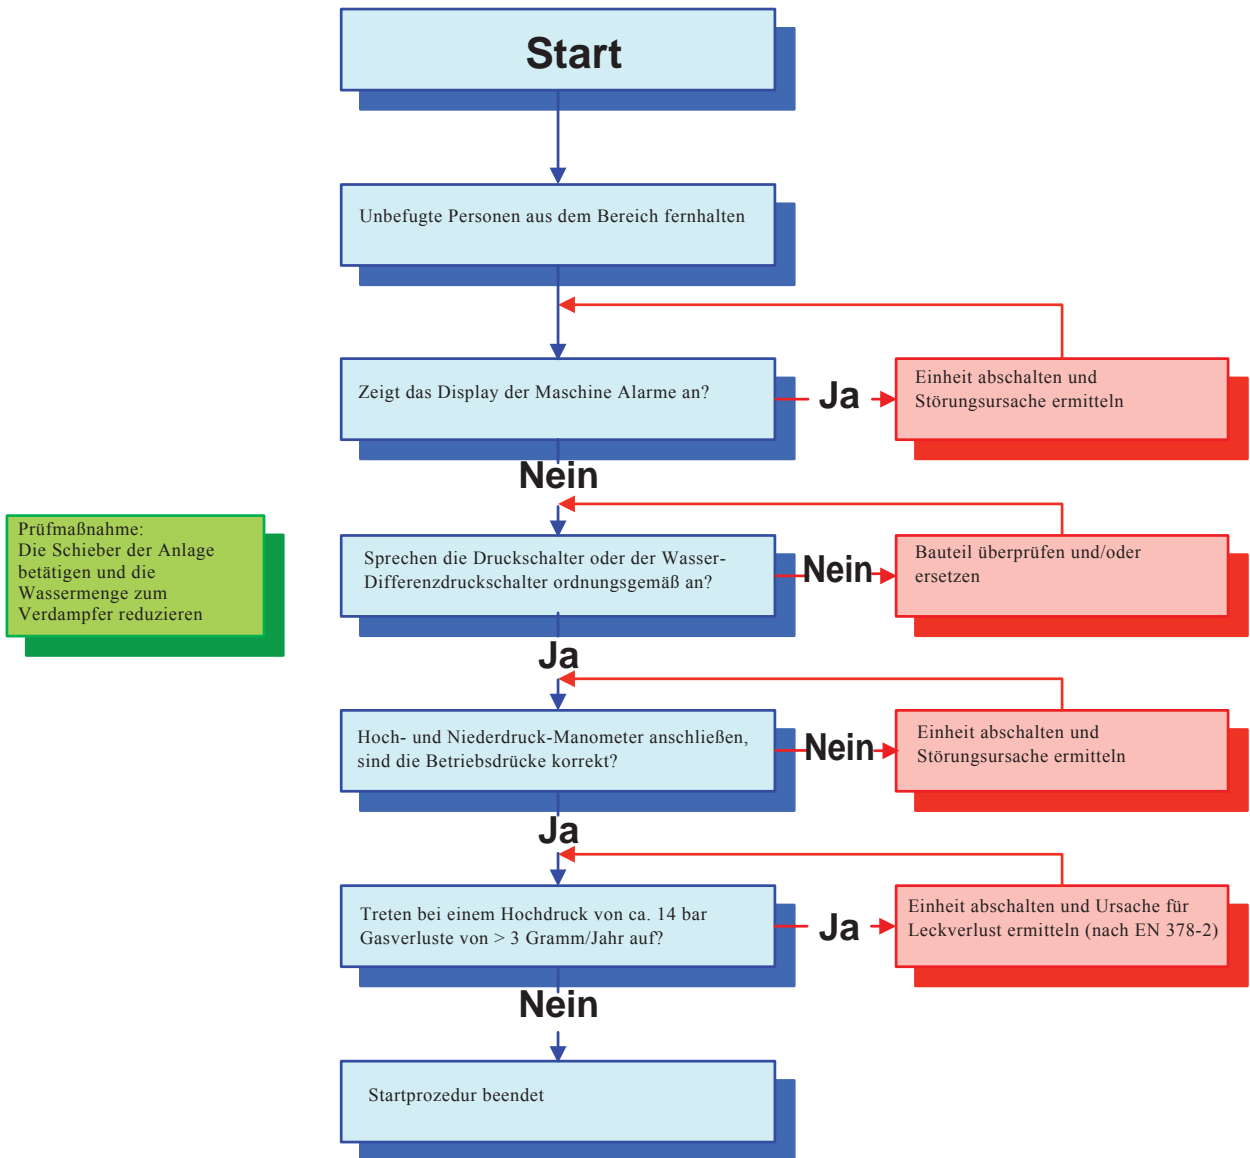 Start
Unbefugte Personen aus dem Bereich fernhalten
Zeigt das Display der Maschine Alarme an?
Ja
Einheit abschalten und
Störungsursache ermitteln
Nein
Prüfmaßnahme:
Die Schieber der Anlage
betätigen und die
Wassermenge zum
Verdampfer reduzieren
Sprechen die Druckschalter oder der Wasser-
Differenzdruckschalter ordnungsgemäß an?
Nein
Bauteil überprüfen und/oder
ersetzen
Ja
Hoch- und Niederdruck-Manometer anschließen,
sind die Betriebsdrücke korrekt?
Nein
Einheit abschalten und
Störungsursache ermitteln
Ja
Treten bei einem Hochdruck von ca. 14 bar
Gasverluste von > 3 Gramm/Jahr auf?
Ja
Einheit abschalten und Ursache für
Leckverlust ermitteln (nach EN 378-2)
Nein
Startprozedur beendet